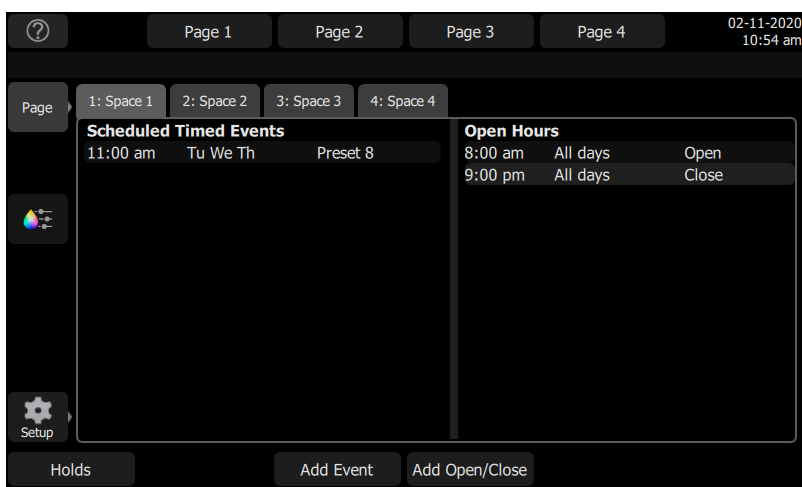 ?
Page 1 Page 2 Page 3 Page 4
02-11-2020
10:54 am
Page
1: Space 1 2: Space 2 3: Space 3 4: Space 4
Scheduled Timed Events Open Hours
11:00 am Tu We Th Preset 8 8:00 am All days Open
9:00 pm All days Close
Setup
Holds Add Event Add Open/Close